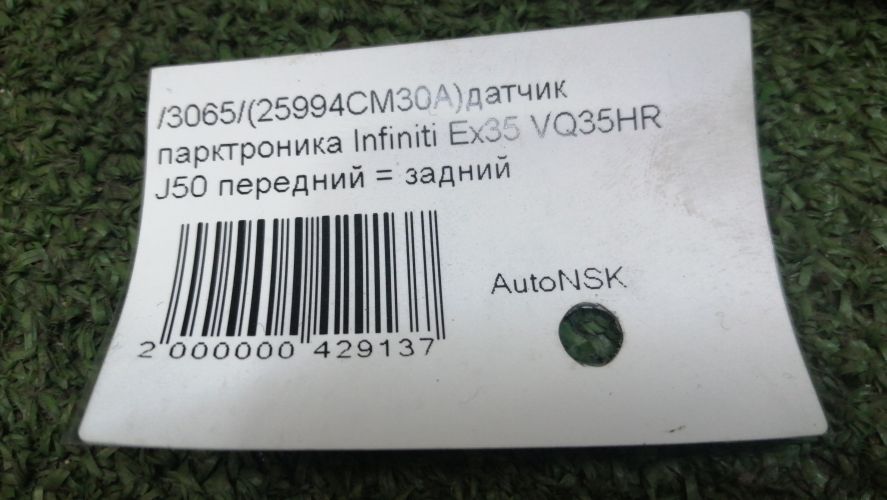 /3065/(25994CM30A)датчик
парктроника Infiniti Ex35 VQ35HR
J50 передний = задний
AutoNSK
2 000000 429137